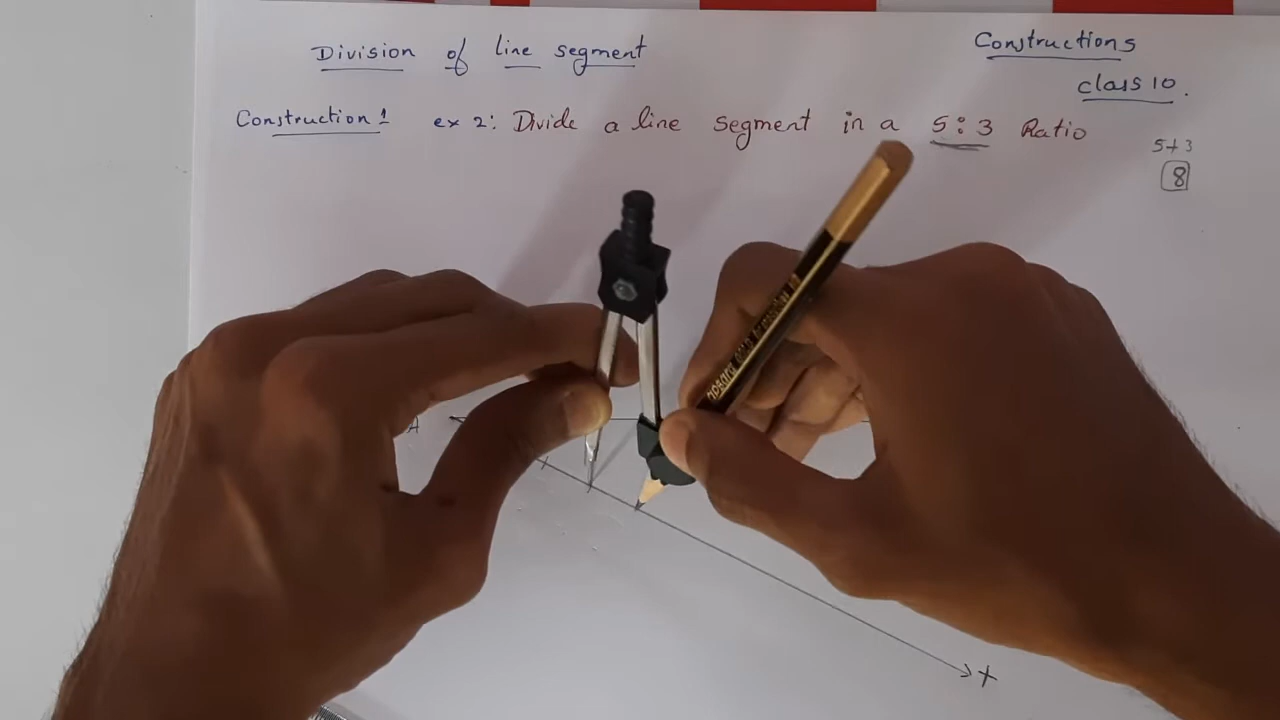 Division of line segment
Constructions
class 10.
Construction 1 ex 2: Divide a line segment in a 5:3 Ratio
5+3
8
A
X